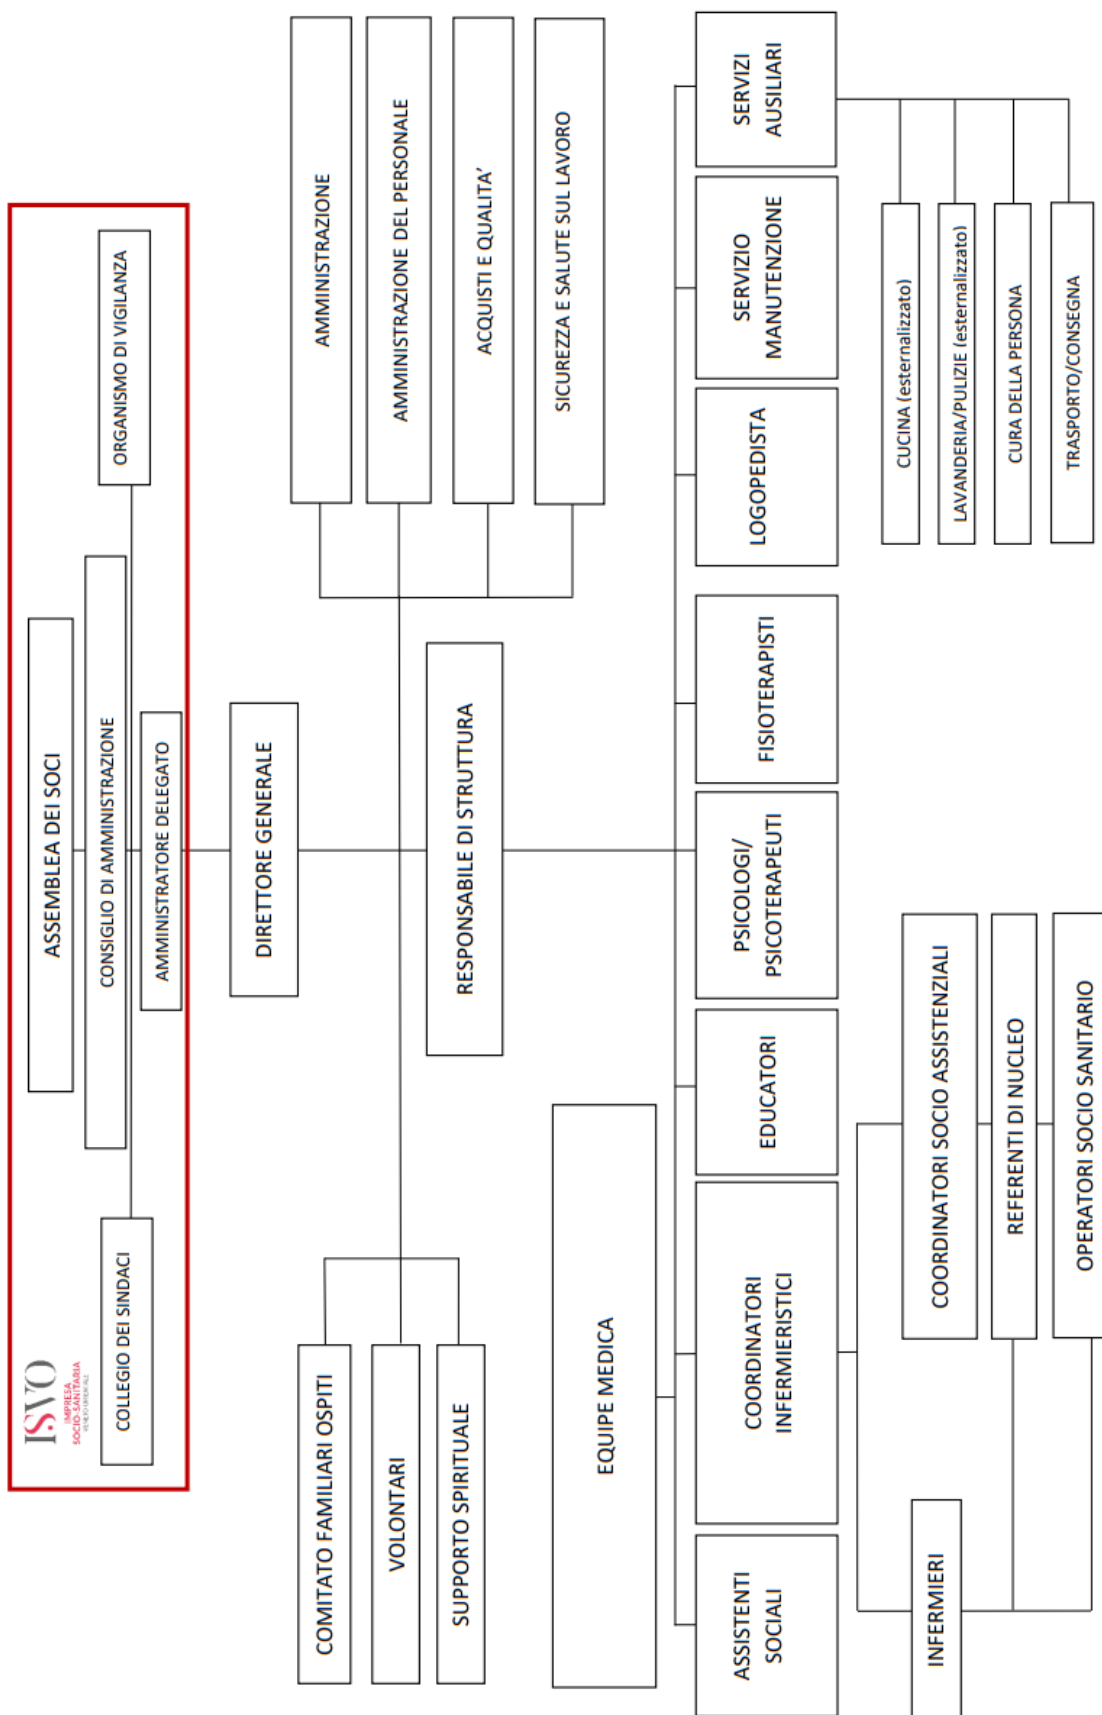 ISVO
IMPRESA
SOCIO-SANITARIA
VENETO ORIENTALE
ASSEMBLEA DEI SOCI
CONSIGLIO DI AMMINISTRAZIONE
COLLEGIO DEI SINDACI
ORGANISMO DI VIGILANZA
AMMINISTRATORE DELEGATO
DIRETTORE GENERALE
COMITATO FAMILIARI OSPITI
VOLONTARI
SUPPORTO SPIRITUALE
AMMINISTRAZIONE
AMMINISTRAZIONE DEL PERSONALE
ACQUISTI E QUALITA’
SICUREZZA E SALUTE SUL LAVORO
RESPONSABILE DI STRUTTURA
EQUIPE MEDICA
ASSISTENTI
SOCIALI
COORDINATORI
INFERMIERISTICI
EDUCATORI
PSICOLOGI/
PSICOTERAPEUTI
FISIOTERAPISTI
LOGOPEDISTA
SERVIZIO
MANUTENZIONE
SERVIZI
AUSILIARI
INFERMIERI
COORDINATORI SOCIO ASSISTENZIALI
REFERENTI DI NUCLEO
OPERATORI SOCIO SANITARIO
CUCINA (esternalizzato)
LAVANDERIA/PULIZIE (esternalizzato)
CURA DELLA PERSONA
TRASPORTO/CONSEGNA